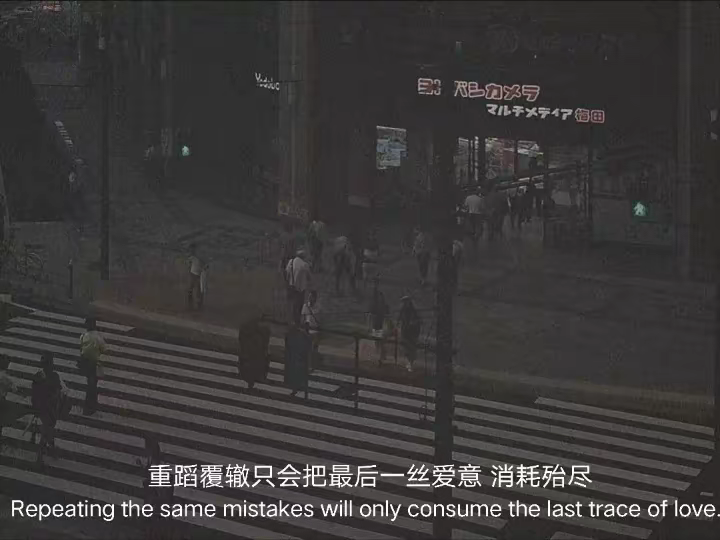 Yodoba
ヨドバシカメラ
マルチメディア梅田
重蹈覆辙只会把最后一丝爱意 消耗殆尽
Repeating the same mistakes will only consume the last trace of love.